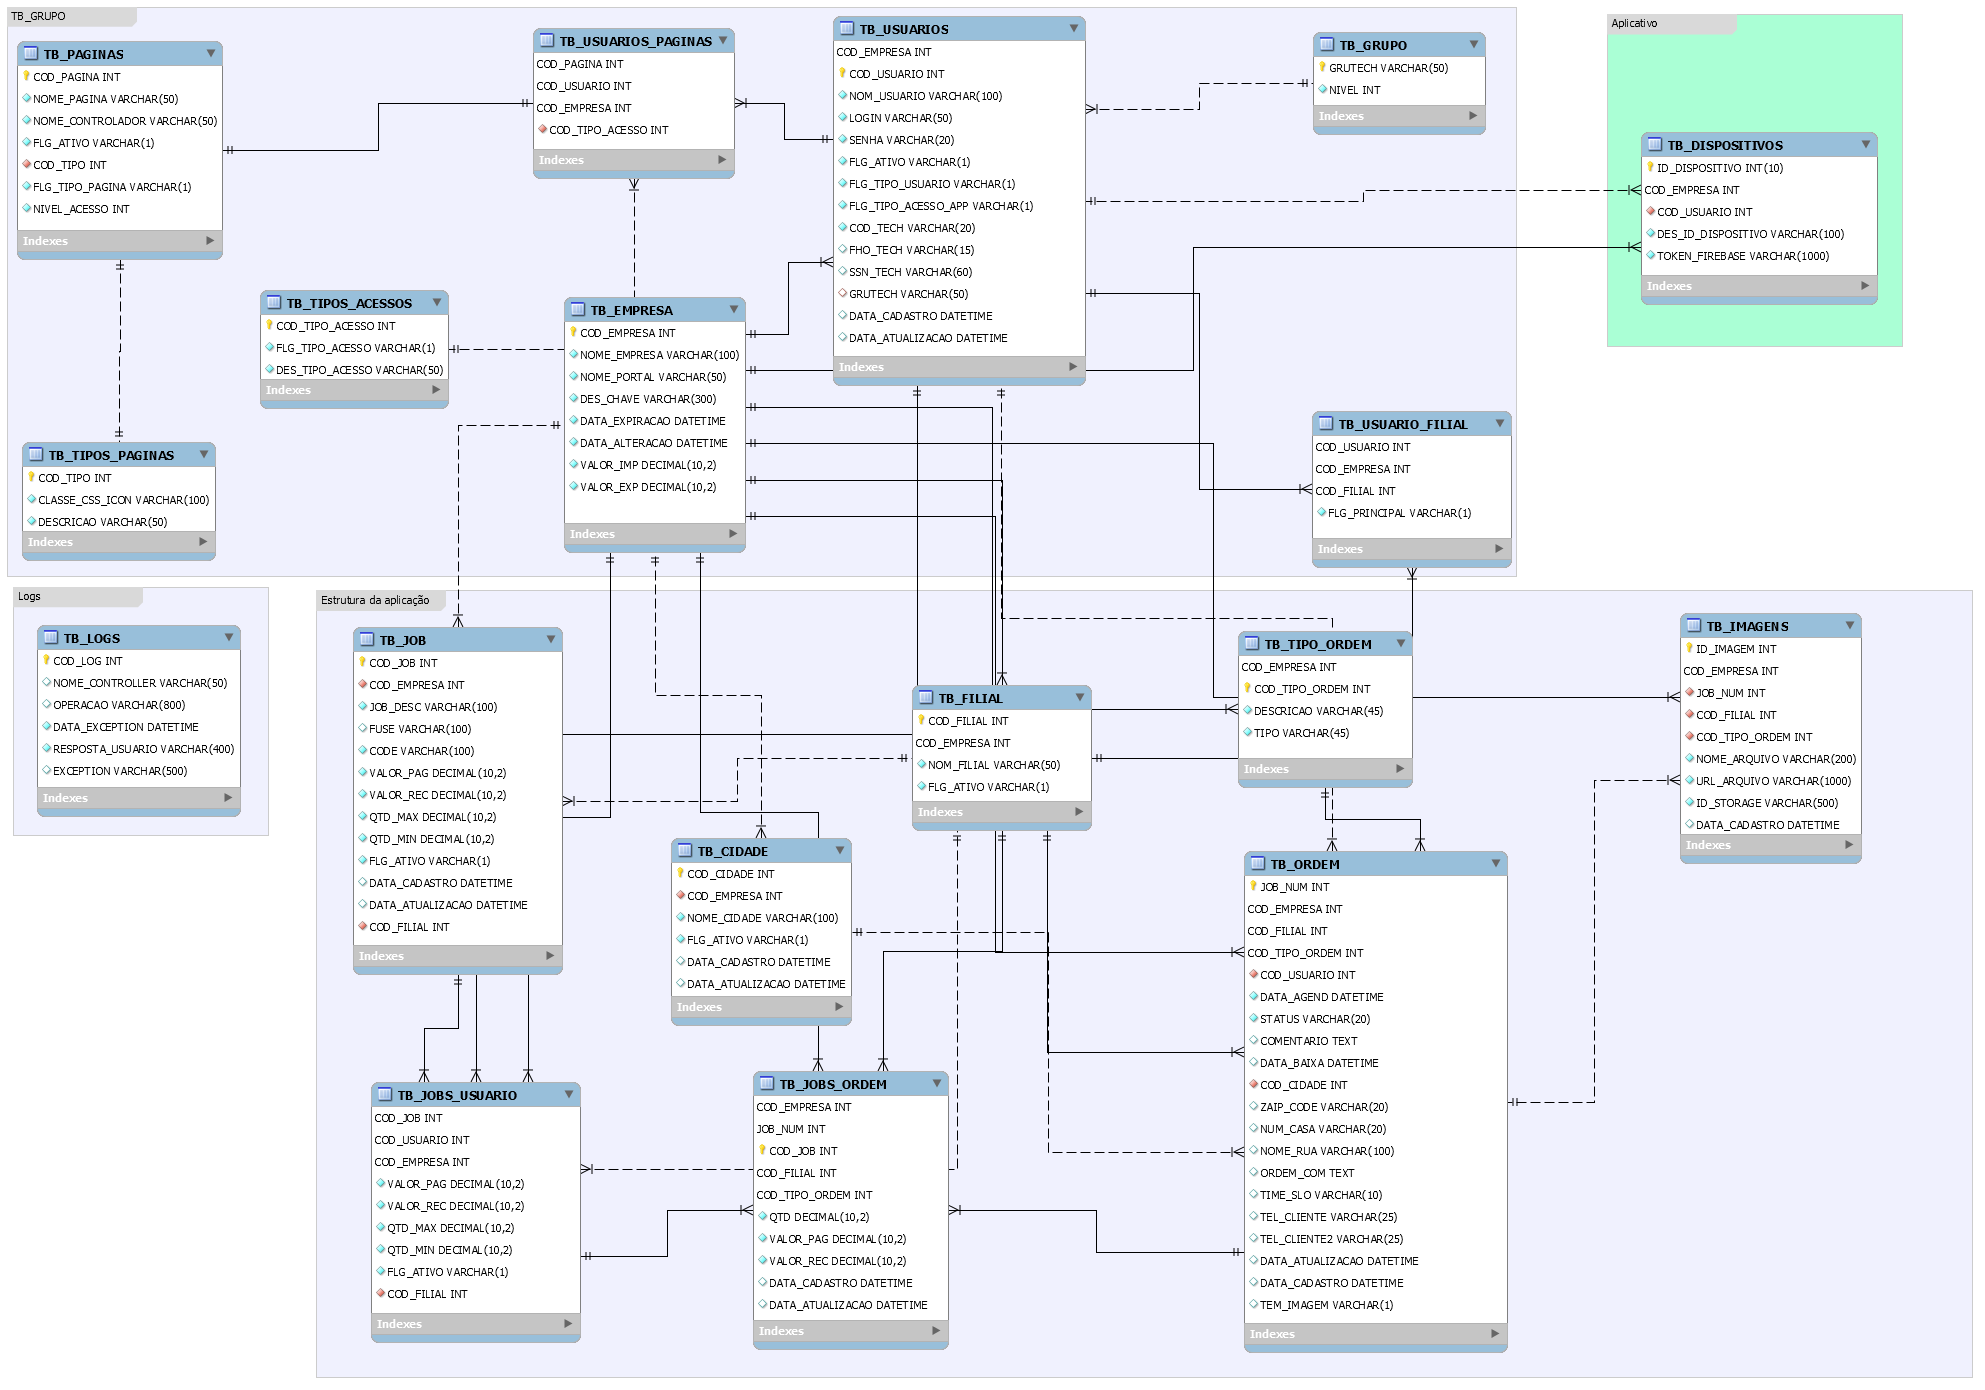 TB_GRUPO
TB_PAGINAS
COD_PAGINA INT
NOME_PAGINA VARCHAR(50)
NOME_CONTROLADOR VARCHAR(50)
FLG_ATIVO VARCHAR(1)
COD_TIPO INT
FLG_TIPO_PAGINA VARCHAR(1)
NIVEL_ACESSO INT
Indexes
TB_USUARIOS_PAGINAS
COD_PAGINA INT
COD_USUARIO INT
COD_EMPRESA INT
COD_TIPO_ACESSO INT
Indexes
TB_USUARIOS
COD_EMPRESA INT
COD_USUARIO INT
NOM_USUARIO VARCHAR(100)
LOGIN VARCHAR(50)
SENHA VARCHAR(20)
FLG_ATIVO VARCHAR(1)
FLG_TIPO_USUARIO VARCHAR(1)
FLG_TIPO_ACESSO_APP VARCHAR(1)
COD_TECH VARCHAR(20)
FHO_TECH VARCHAR(15)
SSN_TECH VARCHAR(60)
GRUTECH VARCHAR(50)
DATA_CADASTRO DATETIME
DATA_ATUALIZACAO DATETIME
Indexes
TB_GRUPO
GRUTECH VARCHAR(50)
NIVEL INT
Indexes
Aplicativo
TB_DISPOSITIVOS
ID_DISPOSITIVO INT(10)
COD_EMPRESA INT
COD_USUARIO INT
DES_ID_DISPOSITIVO VARCHAR(100)
TOKEN_FIREBASE VARCHAR(1000)
Indexes
TB_TIPOS_ACESSOS
COD_TIPO_ACESSO INT
FLG_TIPO_ACESSO VARCHAR(1)
DES_TIPO_ACESSO VARCHAR(50)
Indexes
TB_EMPRESA
COD_EMPRESA INT
NOME_EMPRESA VARCHAR(100)
NOME_PORTAL VARCHAR(50)
DES_CHAVE VARCHAR(300)
DATA_EXPIRACAO DATETIME
DATA_ALTERACAO DATETIME
VALOR_IMP DECIMAL(10,2)
VALOR_EXP DECIMAL(10,2)
Indexes
TB_USUARIO_FILIAL
COD_USUARIO INT
COD_EMPRESA INT
COD_FILIAL INT
FLG_PRINCIPAL VARCHAR(1)
Indexes
TB_TIPOS_PAGINAS
COD_TIPO INT
CLASSE_CSS_ICON VARCHAR(100)
DESCRICAO VARCHAR(50)
Indexes
Logs
TB_LOGS
COD_LOG INT
NOME_CONTROLLER VARCHAR(50)
OPERACAO VARCHAR(800)
DATA_EXCEPTION DATETIME
RESPOSTA_USUARIO VARCHAR(400)
EXCEPTION VARCHAR(500)
Indexes
Estrutura da aplicação
TB_JOB
COD_JOB INT
COD_EMPRESA INT
JOB_DESC VARCHAR(100)
FUSE VARCHAR(100)
CODE VARCHAR(100)
VALOR_PAG DECIMAL(10,2)
VALOR_REC DECIMAL(10,2)
QTD_MAX DECIMAL(10,2)
QTD_MIN DECIMAL(10,2)
FLG_ATIVO VARCHAR(1)
DATA_CADASTRO DATETIME
DATA_ATUALIZACAO DATETIME
COD_FILIAL INT
Indexes
TB_FILIAL
COD_FILIAL INT
COD_EMPRESA INT
NOM_FILIAL VARCHAR(50)
FLG_ATIVO VARCHAR(1)
Indexes
TB_TIPO_ORDEM
COD_EMPRESA INT
COD_TIPO_ORDEM INT
DESCRICAO VARCHAR(45)
TIPO VARCHAR(45)
Indexes
TB_IMAGENS
ID_IMAGEM INT
COD_EMPRESA INT
JOB_NUM INT
COD_FILIAL INT
COD_TIPO_ORDEM INT
NOME_ARQUIVO VARCHAR(200)
URL_ARQUIVO VARCHAR(1000)
ID_STORAGE VARCHAR(500)
DATA_CADASTRO DATETIME
Indexes
TB_CIDADE
COD_CIDADE INT
COD_EMPRESA INT
NOME_CIDADE VARCHAR(100)
FLG_ATIVO VARCHAR(1)
DATA_CADASTRO DATETIME
DATA_ATUALIZACAO DATETIME
Indexes
TB_ORDEM
JOB_NUM INT
COD_EMPRESA INT
COD_FILIAL INT
COD_TIPO_ORDEM INT
COD_USUARIO INT
DATA_AGEND DATETIME
STATUS VARCHAR(20)
COMENTARIO TEXT
DATA_BAIXA DATETIME
COD_CIDADE INT
ZAIP_CODE VARCHAR(20)
NUM_CASA VARCHAR(20)
NOME_RUA VARCHAR(100)
ORDEM_COM TEXT
TIME_SLO VARCHAR(10)
TEL_CLIENTE VARCHAR(25)
TEL_CLIENTE2 VARCHAR(25)
DATA_ATUALIZACAO DATETIME
DATA_CADASTRO DATETIME
TEM_IMAGEM VARCHAR(1)
Indexes
TB_JOBS_USUARIO
COD_JOB INT
COD_USUARIO INT
COD_EMPRESA INT
VALOR_PAG DECIMAL(10,2)
VALOR_REC DECIMAL(10,2)
QTD_MAX DECIMAL(10,2)
QTD_MIN DECIMAL(10,2)
FLG_ATIVO VARCHAR(1)
COD_FILIAL INT
Indexes
TB_JOBS_ORDEM
COD_EMPRESA INT
JOB_NUM INT
COD_JOB INT
COD_FILIAL INT
COD_TIPO_ORDEM INT
QTD DECIMAL(10,2)
VALOR_PAG DECIMAL(10,2)
VALOR_REC DECIMAL(10,2)
DATA_CADASTRO DATETIME
DATA_ATUALIZACAO DATETIME
Indexes